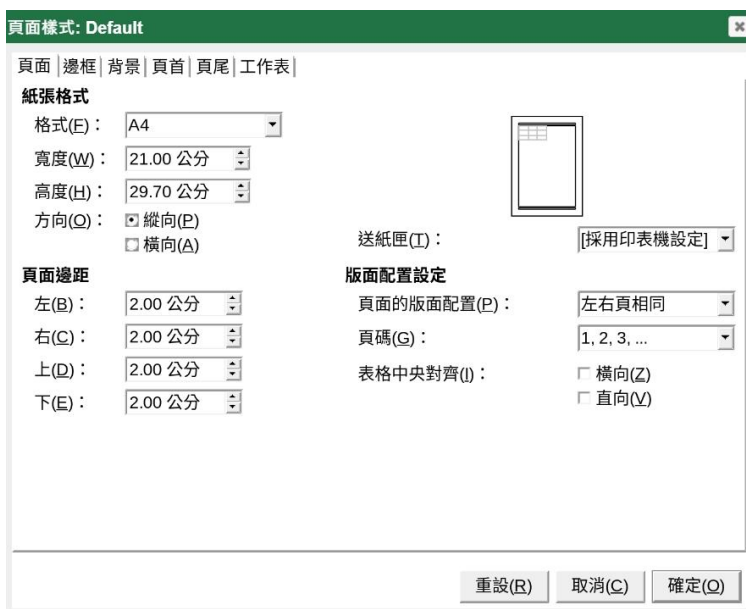 頁面樣式: Default
頁面 邊框 背景 頁首 頁尾 工作表
紙張格式
格式(F)： A4
寬度(W)： 21.00 公分
高度(H)： 29.70 公分
方向(O)： 縱向(P)
橫向(A)
送紙匣(T)： [採用印表機設定]
頁面邊距
左(B)： 2.00 公分
右(C)： 2.00 公分
上(D)： 2.00 公分
下(E)： 2.00 公分
版面配置設定
頁面的版面配置(P)： 左右頁相同
頁碼(G)： 1, 2, 3, ...
表格中央對齊(I)： 橫向(Z)
直向(V)
重設(R) 取消(C) 確定(O)